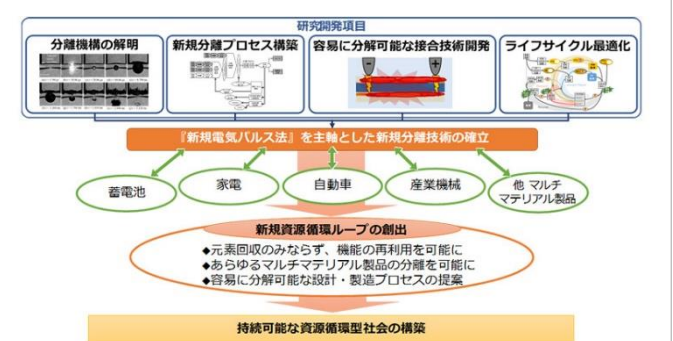 研究開発項目
分離機構の解明
新規分離プロセス構築
容易に分解可能な接合技術開発
ライフサイクル最適化
－
＋
『新規電気パルス法』を主軸とした新規分離技術の確立
蓄電池
家電
自動車
産業機械
他 マルチ
マテリアル製品
新規資源循環ループの創出
◆元素回収のみならず、機能の再利用を可能に
◆あらゆるマルチマテリアル製品の分離を可能に
◆容易に分解可能な設計・製造プロセスの提案
持続可能な資源循環型社会の構築